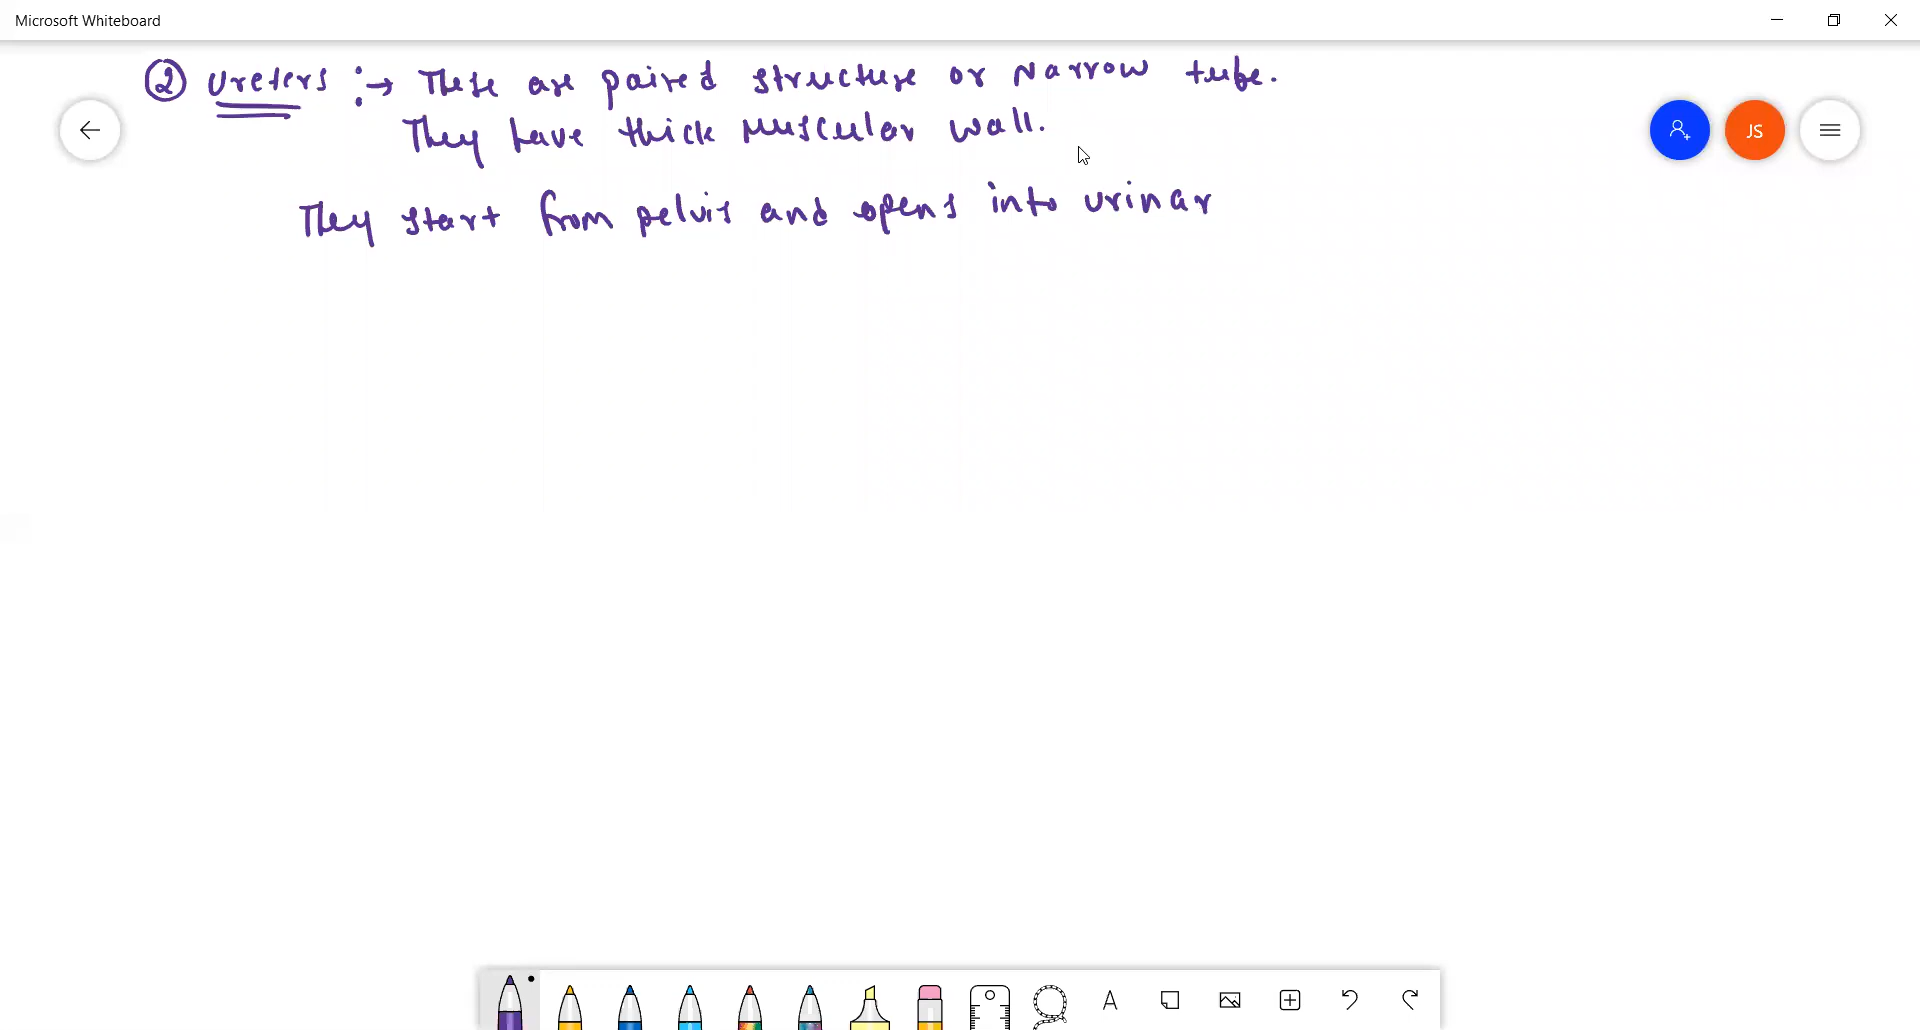 Microsoft Whiteboard
② Ureters :→ These are paired structure or Narrow tube.
They have thick Muscular wall.
JS
They start from pelvis and opens into urinar
A